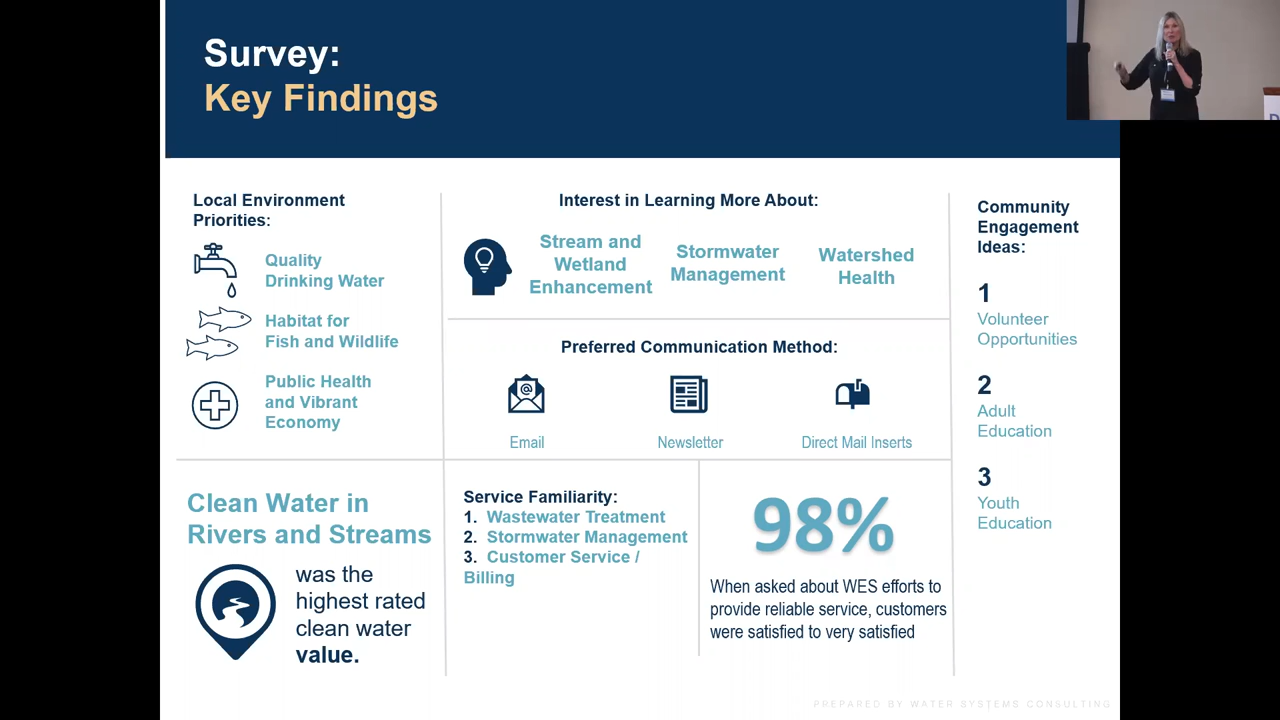 Survey:
Key Findings
Local Environment
Priorities:
Quality
Drinking Water
Habitat for
Fish and Wildlife
Public Health
and Vibrant
Economy
Interest in Learning More About:
Stream and
Wetland
Enhancement
Stormwater
Management
Watershed
Health
Preferred Communication Method:
@
Email
Newsletter
Direct Mail Inserts
Community
Engagement
Ideas:
1
Volunteer
Opportunities
2
Adult
Education
3
Youth
Education
Clean Water in
Rivers and Streams
was the
highest rated
clean water
value.
Service Familiarity:
1. Wastewater Treatment
2. Stormwater Management
3. Customer Service /
Billing
98%
When asked about WES efforts to
provide reliable service, customers
were satisfied to very satisfied
PREPARED BY WATER SYSTEMS CONSULTING